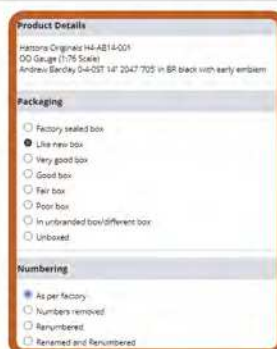 Product Details
Hattons Originals H4-AB14-001
OO Gauge (1:76 Scale)
Andrew Barclay 0-4-0ST 14" 2047 '705' in BR black with early emblem
Packaging
Factory sealed box
Like new box
Very good box
Good box
Fair box
Poor box
In unbranded box/different box
Unboxed
Numbering
As per factory
Numbers removed
Renumbered
Renamed and Renumbered